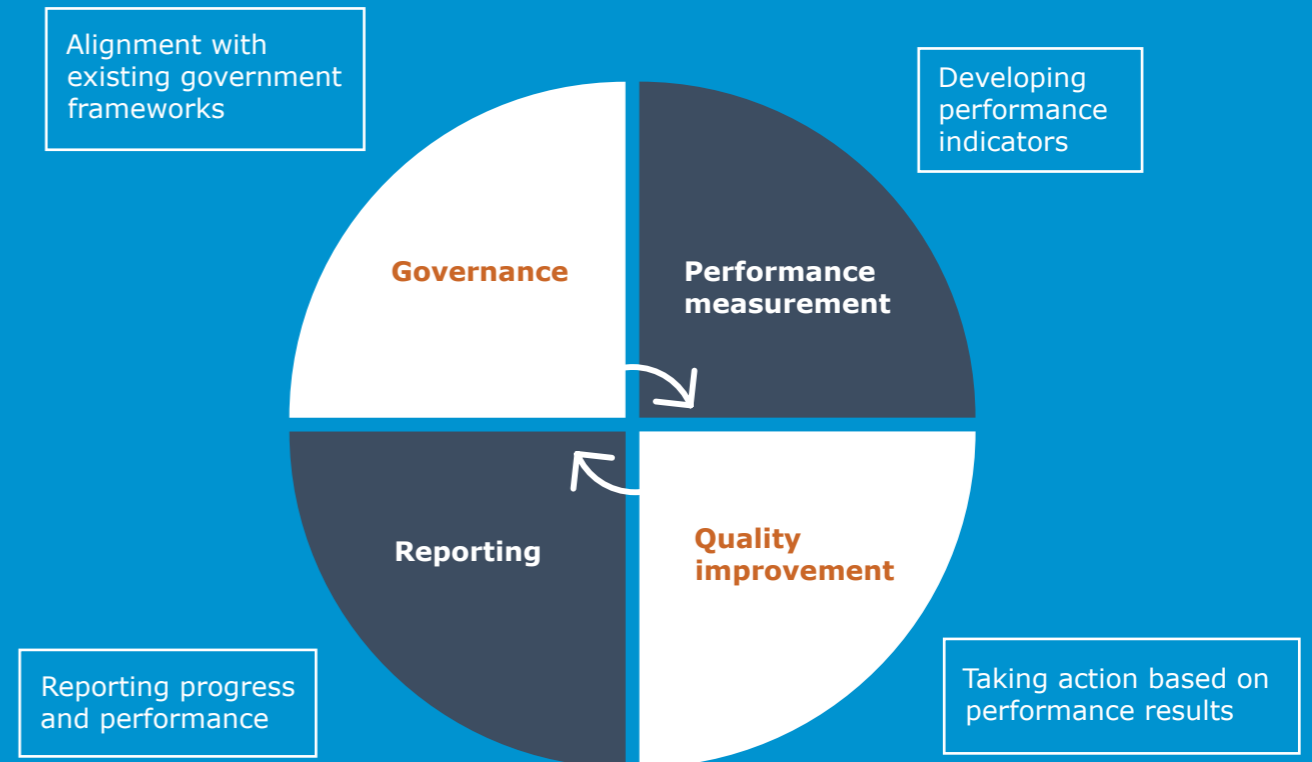 Alignment with
existing government
frameworks
Developing
performance
indicators
Governance
Performance
measurement
Reporting
Quality
improvement
Reporting progress
and performance
Taking action based on
performance results